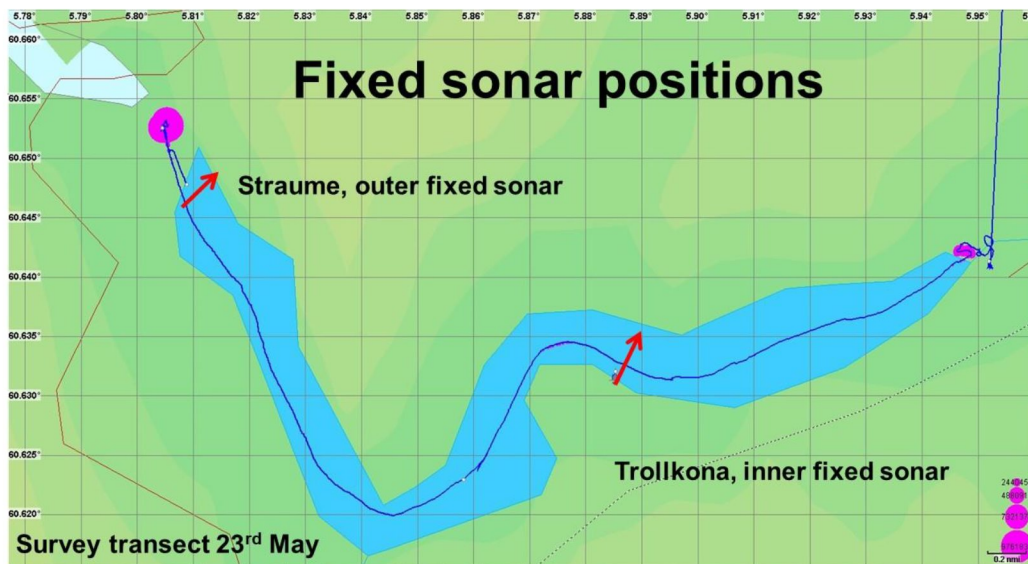 5.78° 5.80° 5.81° 5.82° 5.83° 5.84° 5.85° 5.86° 5.87° 5.88° 5.89° 5.90° 5.91° 5.92° 5.93° 5.94° 5.95°
60.660°
Fixed sonar positions
60.655°
60.650°
Straume, outer fixed sonar
60.645°
60.640°
60.635°
60.630°
60.625°
Trollkona, inner fixed sonar
60.620°
Survey transect 23rd May
0.2 nmi